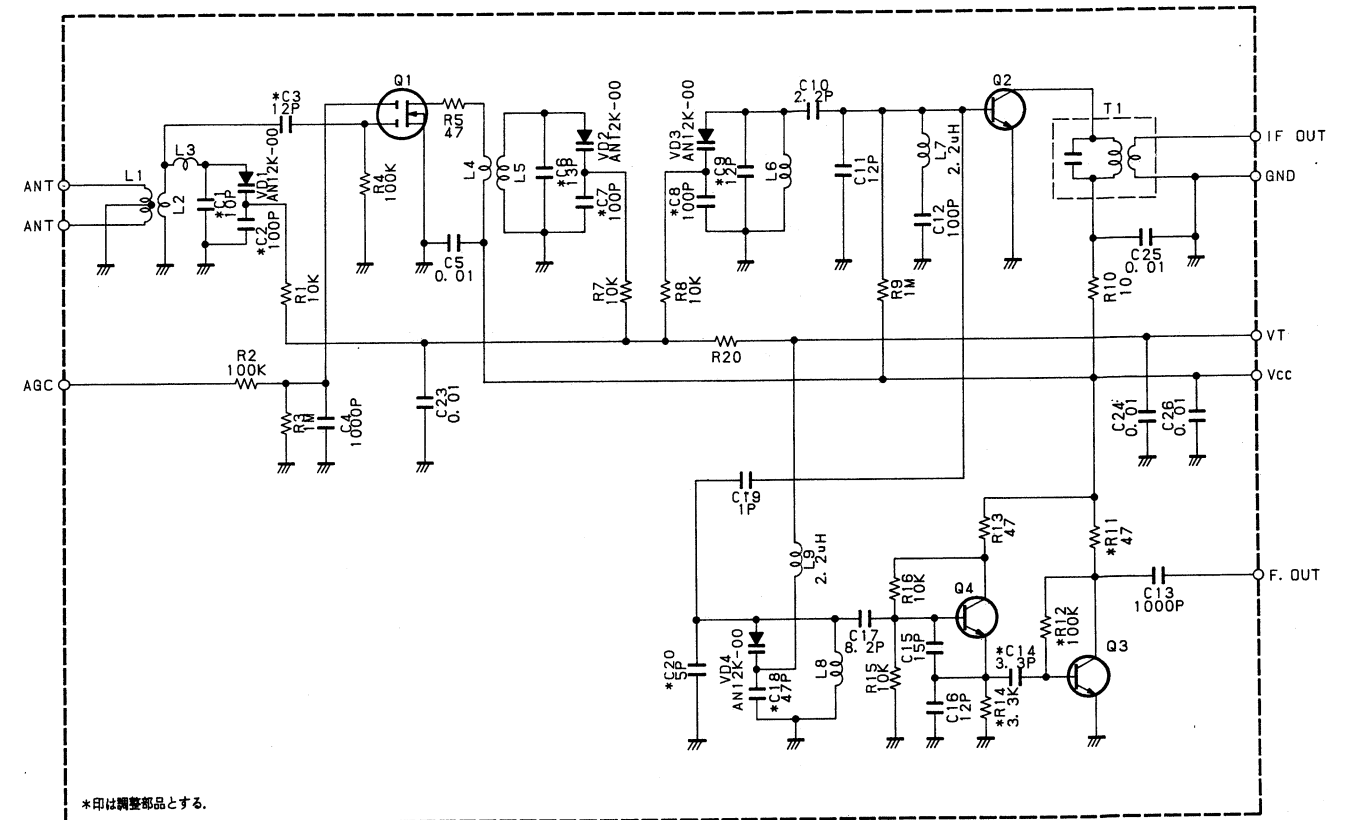 Q1
Q2
*C3
12P
C10
2.2P
R5
47
T1
IF OUT
GND
ANT
ANT
L1
L2
L3
*C1
10P
VD1
AN12K-00
*C2
100P
R4
100K
L4
L5
*C6
13P
VD2
AN12K-00
*C7
100P
VD3
AN12K-00
*C9
12P
*C8
100P
L6
C11
12P
L7
2.2uH
C12
100P
C5
0.01
C25
0.01
R1
10K
R7
10K
R8
10K
R9
1M
R10
10
VT
R20
R2
100K
AGC
Vcc
R3
1M
C4
1000P
C23
0.01
C24
0.01
C26
0.01
C19
1P
R13
47
*R11
47
L9
2.2uH
F.OUT
C13
1000P
R16
10K
Q4
*R12
100K
Q3
*C20
5P
VD4
AN12K-00
*C18
47P
L8
C17
8.2P
R15
10K
C15
15P
*C14
3.3P
C16
12P
*R14
3.3K
*印は調整部品とする.